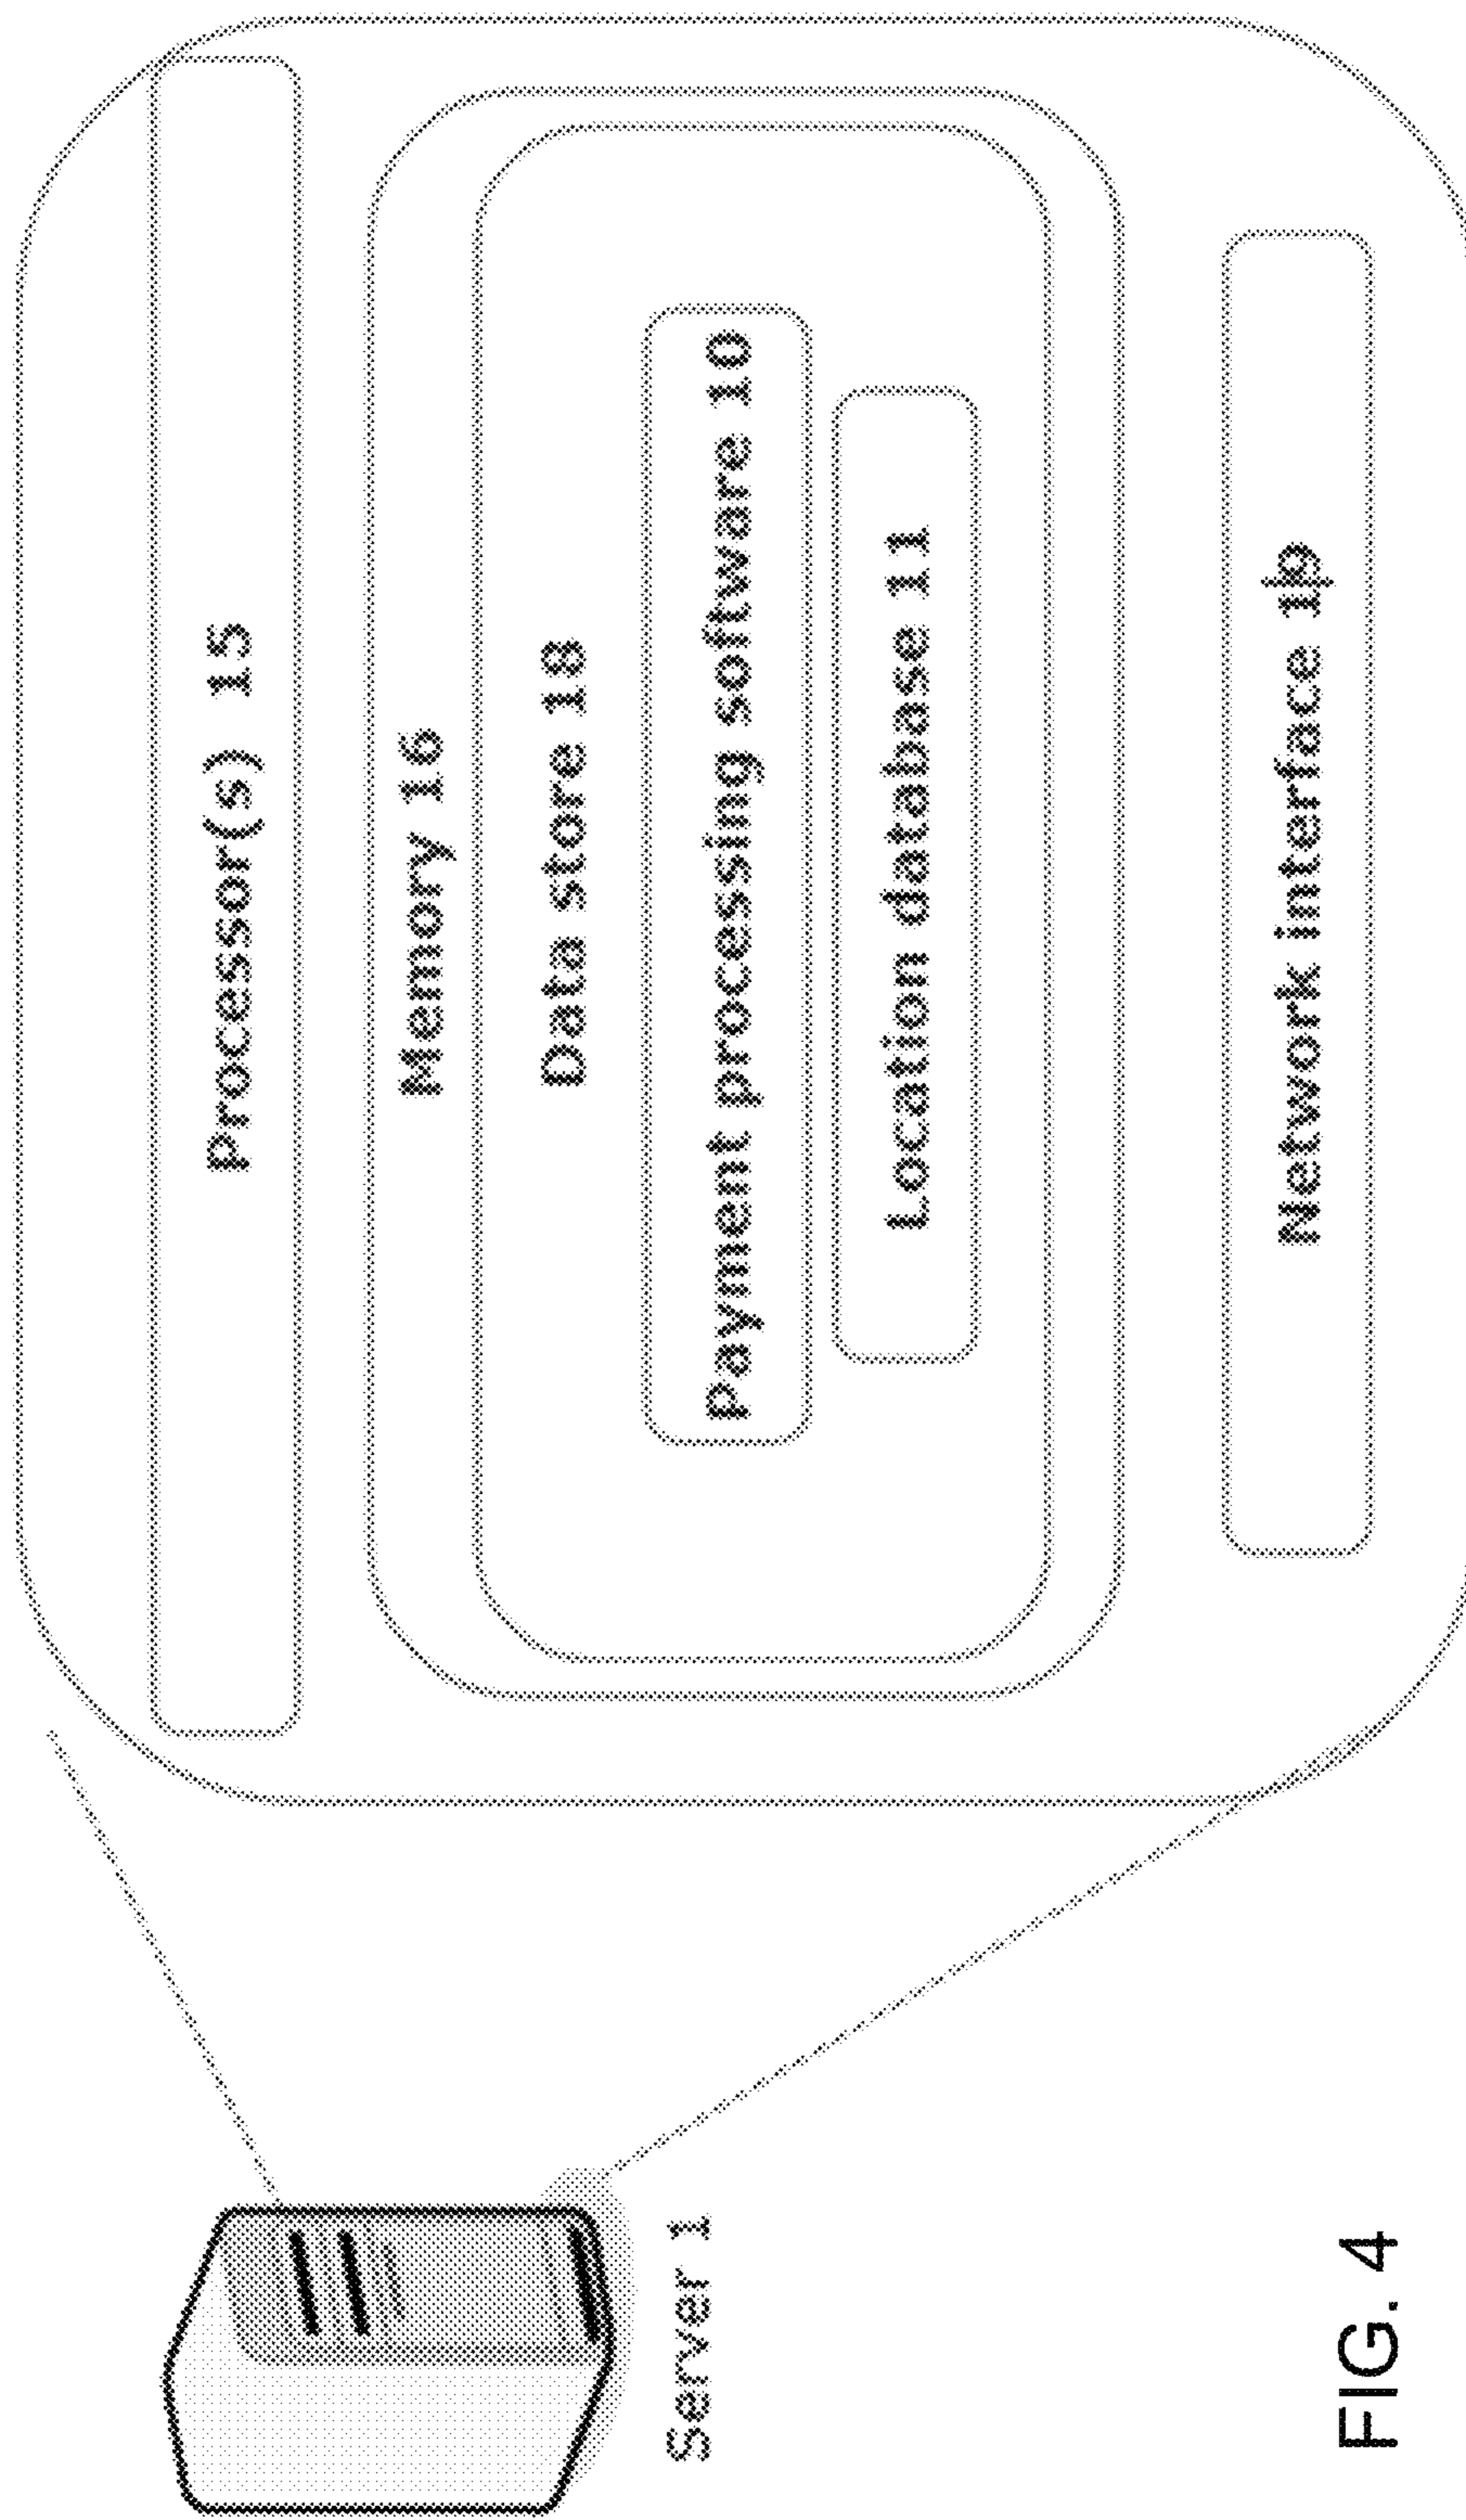 Processor(s) 15
Memory 16
Data store 18
Payment processing software 10
Location database 11
Network interface 19
Server 1
FIG. 4